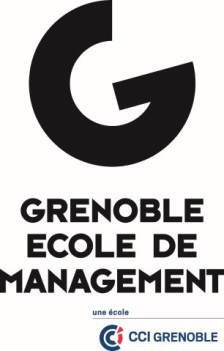 GRENOBLE
ECOLE DE
MANAGEMENT
une école
CCI GRENOBLE